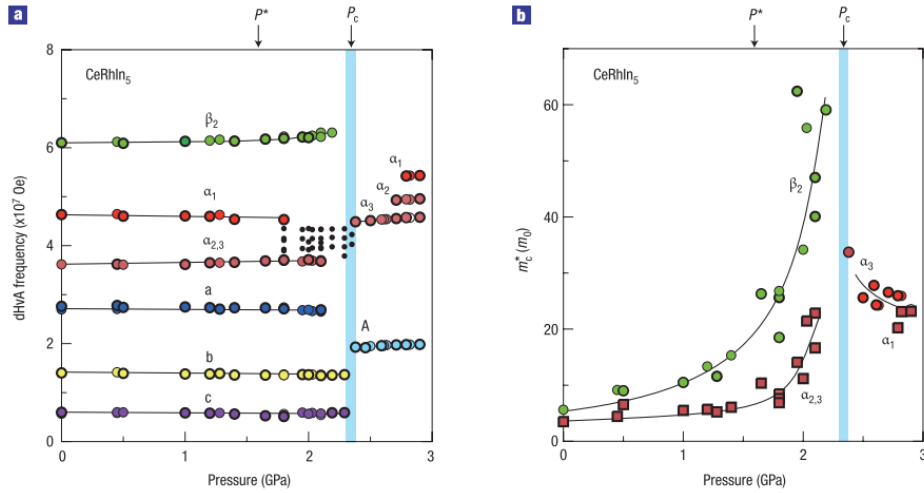 a
P* Pc
8
6
4
2
0
dHvA frequency (x10⁷ Oe)
CeRhIn₅
β₂
α₁
α₂,₃
a
b
c
α₁
α₂
α₃
A
0 1 2 3
Pressure (GPa)
b
P* Pc
60
40
20
0
m*c (m₀)
CeRhIn₅
β₂
α₂,₃
α₃
α₁
0 1 2 3
Pressure (GPa)